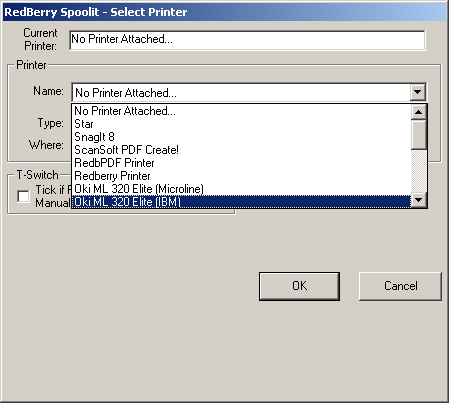 RedBerry Spoolit - Select Printer
Current Printer:
No Printer Attached...
Printer
Name:
No Printer Attached...
No Printer Attached...
Star
SnagIt 8
ScanSoft PDF Create!
RedbPDF Printer
Redberry Printer
Oki ML 320 Elite (Microline)
Oki ML 320 Elite (IBM)
Type:
Where:
T-Switch
Tick if
Manual
OK
Cancel